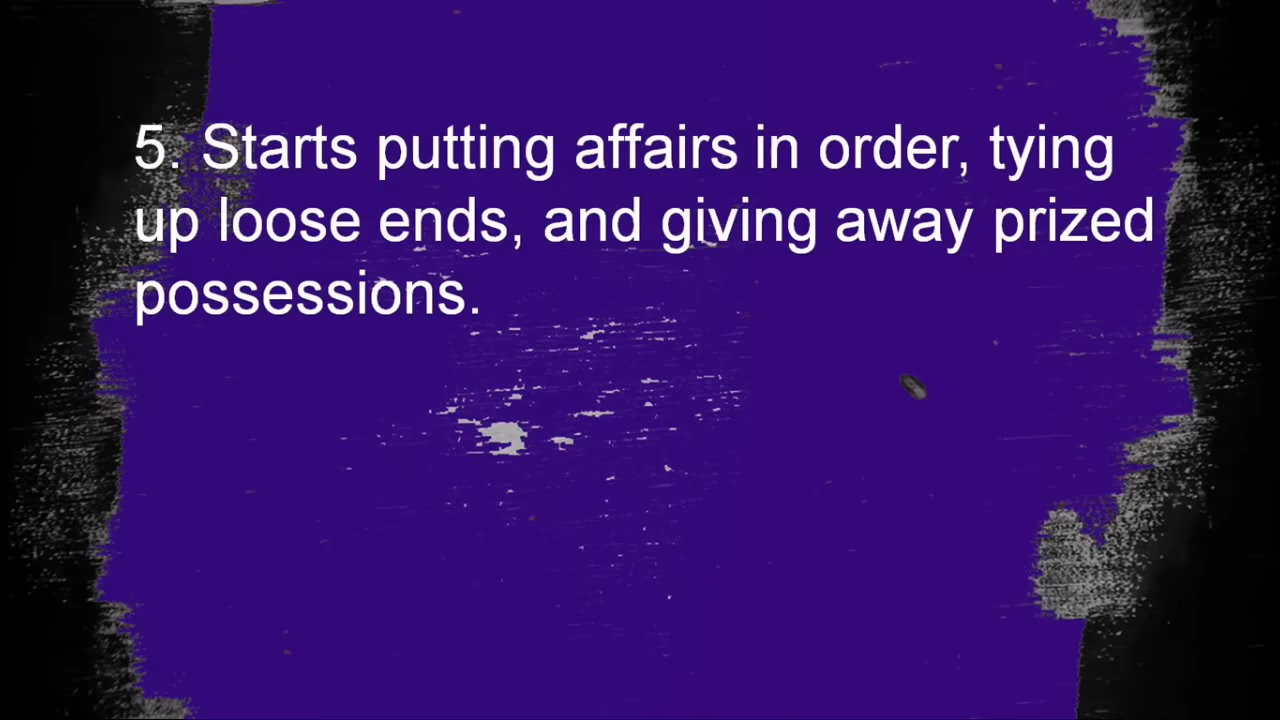 5. Starts putting affairs in order, tying
up loose ends, and giving away prized
possessions.